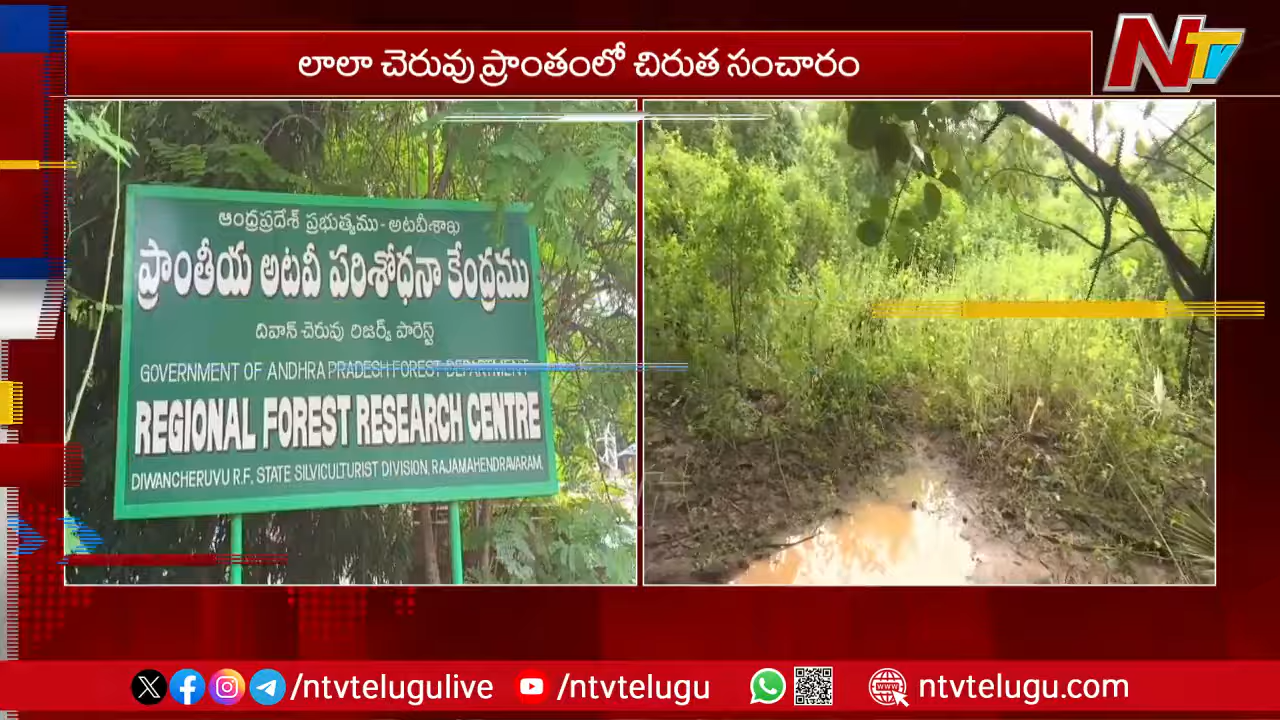 లాలా చెరువు ప్రాంతంలో చిరుత సంచారం
NTV
ఆంధ్రప్రదేశ్ ప్రభుత్వము - అటవీశాఖ
ప్రాంతీయ అటవీ పరిశోధనా కేంద్రము
దివాన్ చెరువు రిజర్వ్ పారెస్ట్
GOVERNMENT OF ANDHRA PRADESH FOREST DEPARTMENT
REGIONAL FOREST RESEARCH CENTRE
DIWANCHERUVU R.F. STATE SILVICULTURIST DIVISION, RAJAMAHENDRAVARAM.
/ntvtelugulive
/ntvtelugu
ntvtelugu.com